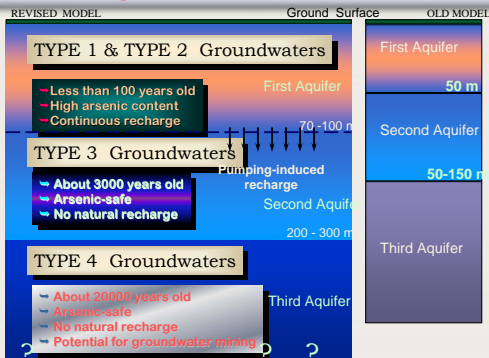 REVISED MODEL
Ground Surface
OLD MODEL
TYPE 1 & TYPE 2 Groundwaters
First Aquifer
Less than 100 years old
High arsenic content
Continuous recharge
First Aquifer
50 m
70 -100 m
TYPE 3 Groundwaters
Pumping-induced
recharge
Second Aquifer
About 3000 years old
Arsenic-safe
No natural recharge
Second Aquife
50-150 m
200 - 300 m
TYPE 4 Groundwaters
Third Aquifer
About 20000 years old
Arsenic-safe
No natural recharge
Potential for groundwater mining
Third Aquifer
? ? ?